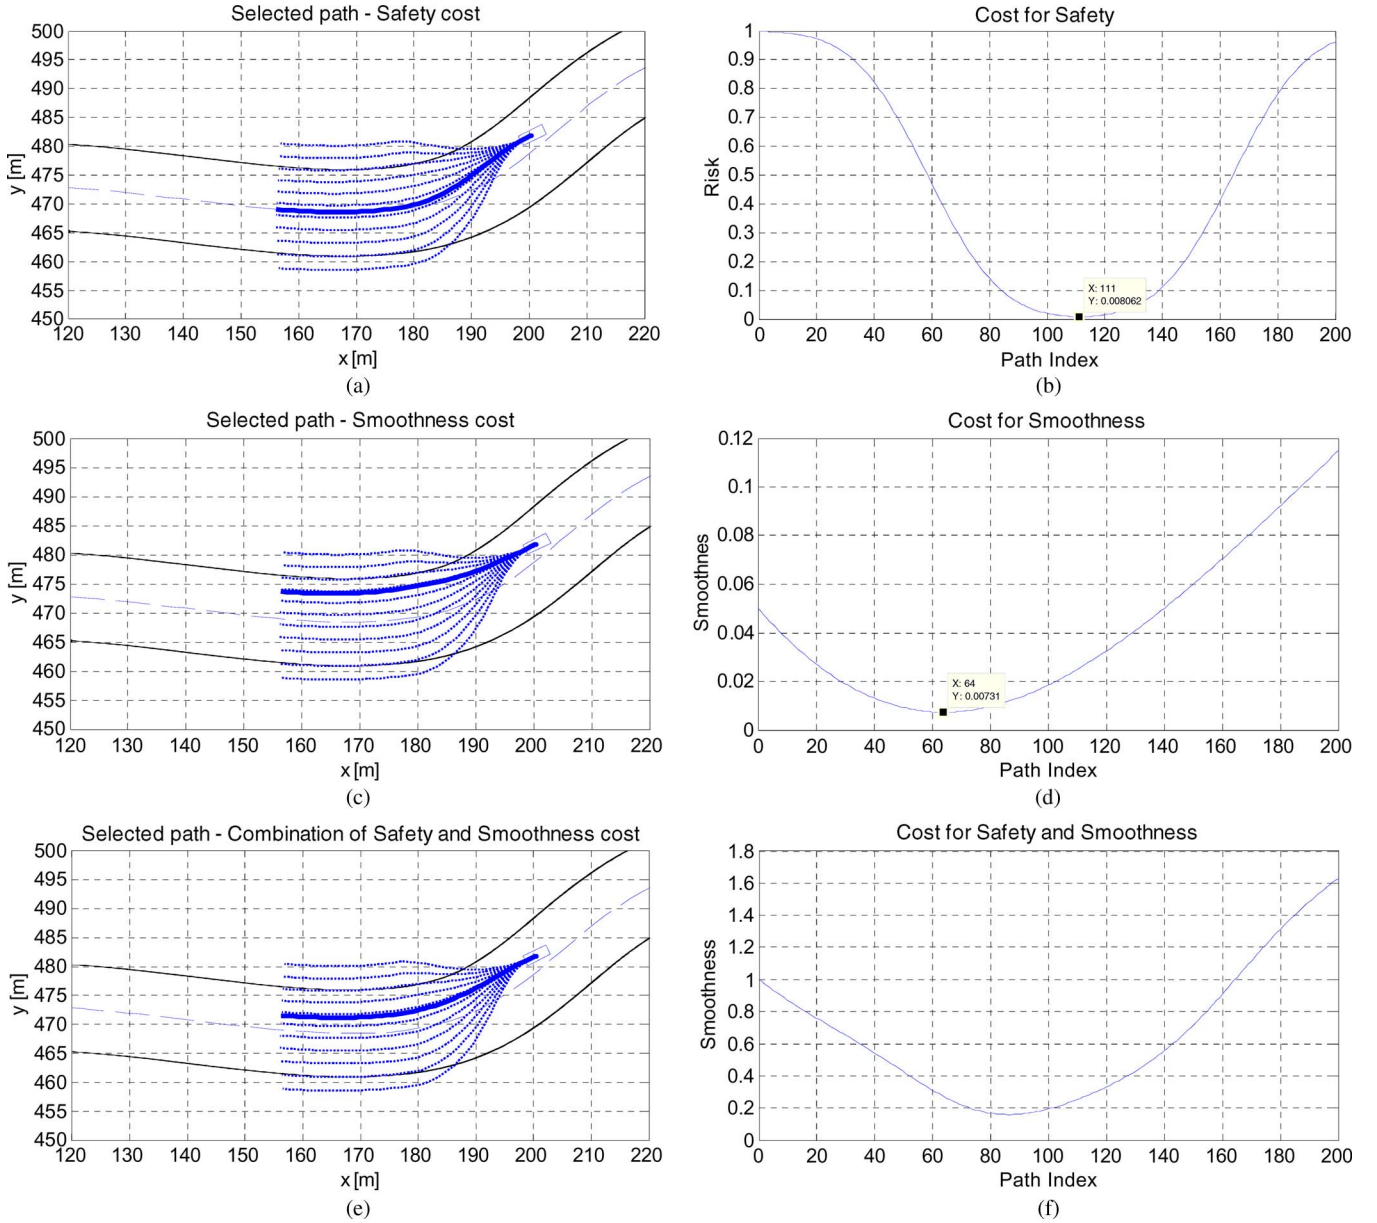 Selected path - Safety cost
500
495
490
485
480
475
470
465
460
455
450
y [m]
120 130 140 150 160 170 180 190 200 210 220
x [m]
(a)
Cost for Safety
1
0.9
0.8
0.7
0.6
0.5
0.4
0.3
0.2
0.1
0
Risk
X: 111
Y: 0.008062
0 20 40 60 80 100 120 140 160 180 200
Path Index
(b)
Selected path - Smoothness cost
500
495
490
485
480
475
470
465
460
455
450
y [m]
120 130 140 150 160 170 180 190 200 210 220
x [m]
(c)
Cost for Smoothness
0.12
0.1
0.08
0.06
0.04
0.02
0
Smoothnes
X: 64
Y: 0.00731
0 20 40 60 80 100 120 140 160 180 200
Path Index
(d)
Selected path - Combination of Safety and Smoothness cost
500
495
490
485
480
475
470
465
460
455
450
y [m]
120 130 140 150 160 170 180 190 200 210 220
x [m]
(e)
Cost for Safety and Smoothness
1.8
1.6
1.4
1.2
1
0.8
0.6
0.4
0.2
0
Smoothness
0 20 40 60 80 100 120 140 160 180 200
Path Index
(f)